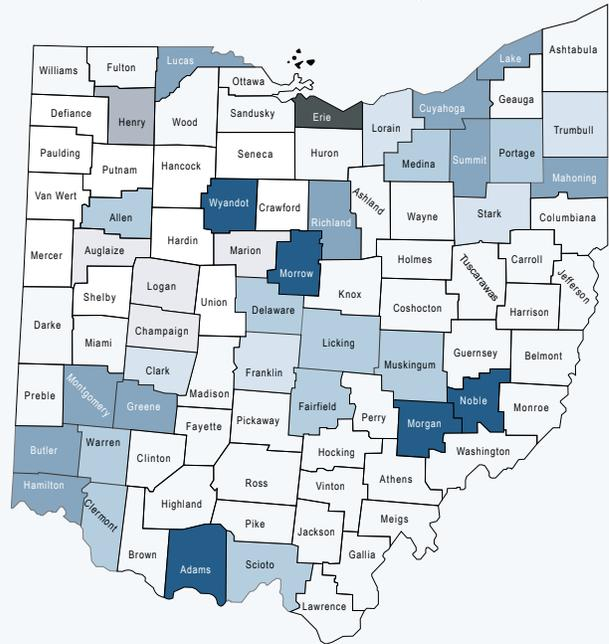 Williams
Fulton
Lucas
Ottawa
Lake
Ashtabula
Geauga
Cuyahoga
Defiance
Henry
Wood
Sandusky
Erie
Lorain
Trumbull
Paulding
Putnam
Hancock
Seneca
Huron
Medina
Summit
Portage
Mahoning
Van Wert
Allen
Wyandot
Crawford
Richland
Ashland
Wayne
Stark
Columbiana
Mercer
Auglaize
Hardin
Marion
Morrow
Holmes
Tuscarawas
Carroll
Jefferson
Shelby
Logan
Union
Knox
Coshocton
Harrison
Darke
Miami
Champaign
Delaware
Licking
Muskingum
Guernsey
Belmont
Clark
Franklin
Preble
Montgomery
Greene
Madison
Pickaway
Fairfield
Perry
Morgan
Noble
Monroe
Butler
Warren
Clinton
Fayette
Hocking
Washington
Hamilton
Clermont
Highland
Ross
Vinton
Athens
Brown
Adams
Pike
Scioto
Jackson
Meigs
Gallia
Lawrence